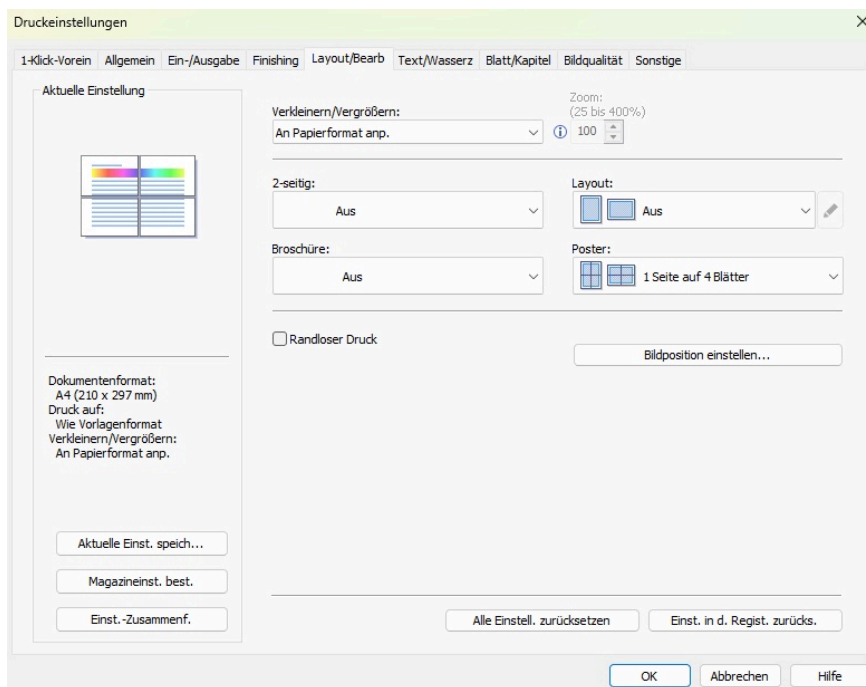 Druckeinstellungen
1-Klick-Vorein Allgemein Ein-/Ausgabe Finishing Layout/Bearb Text/Wasserz Blatt/Kapitel Bildqualität Sonstige
Aktuelle Einstellung
Dokumentenformat:
A4 (210 x 297 mm)
Druck auf:
Wie Vorlagenformat
Verkleinern/Vergrößern:
An Papierformat anp.
Aktuelle Einst. speich...
Magazineinst. best.
Einst.-Zusammenf.
Verkleinern/Vergrößern:
An Papierformat anp.
Zoom:
(25 bis 400%)
100
2-seitig:
Aus
Layout:
Aus
Broschüre:
Aus
Poster:
1 Seite auf 4 Blätter
Randloser Druck
Bildposition einstellen...
Alle Einstell. zurücksetzen
Einst. in d. Regist. zurücks.
OK
Abbrechen
Hilfe